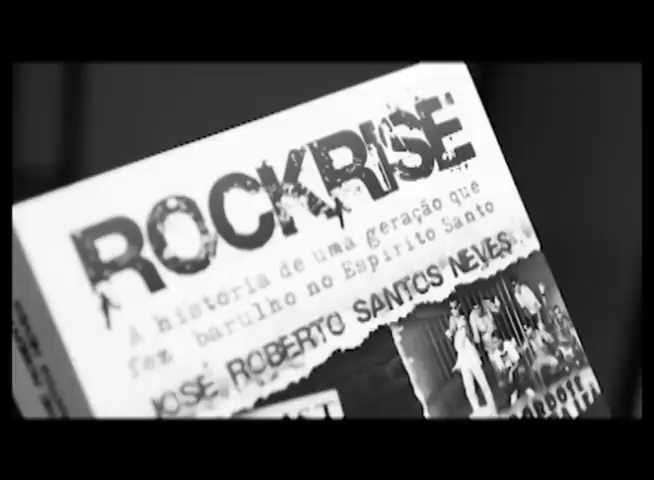 ROCKRISE
A história de uma geração que
fez barulho no Espírito Santo
JOSÉ ROBERTO SANTOS NEVES